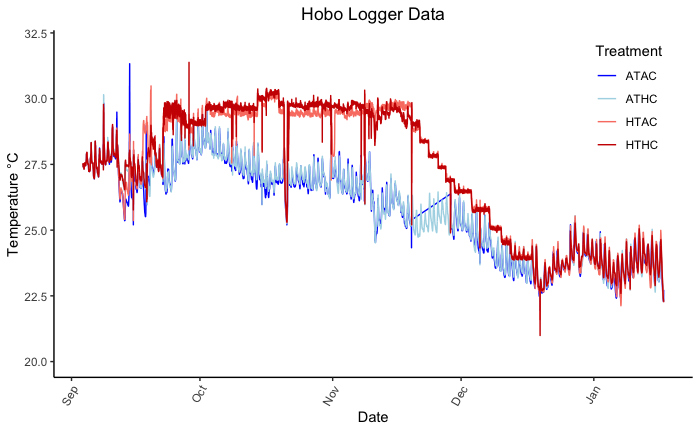 Hobo Logger Data
Treatment
ATAC
ATHC
HTAC
HTHC
Temperature °C
32.5
30.0
27.5
25.0
22.5
20.0
Sep
Oct
Nov
Dec
Jan
Date